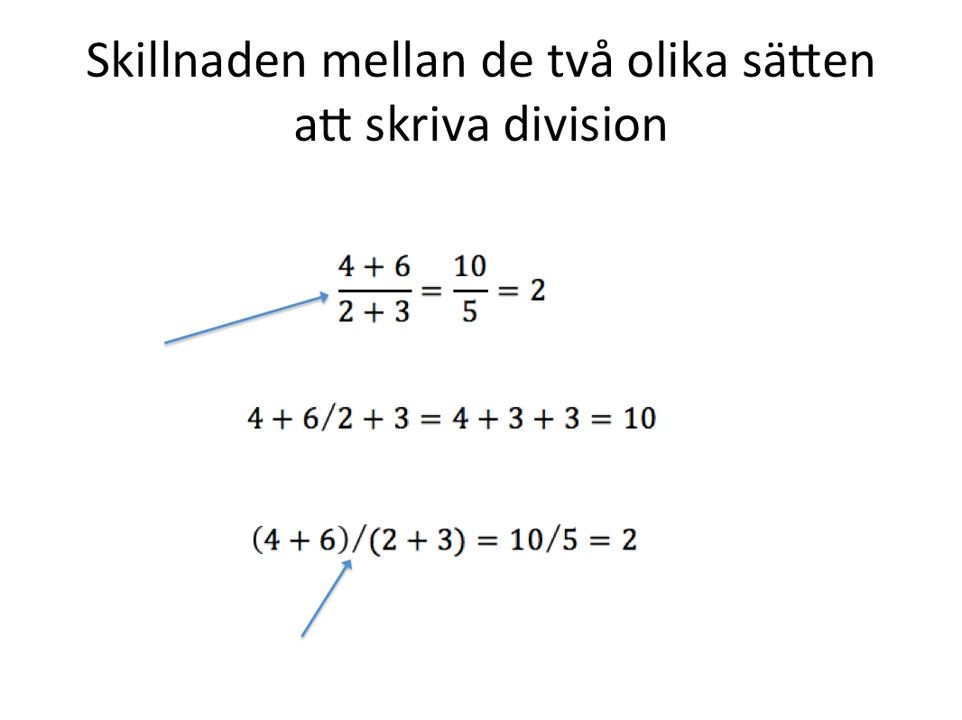 Skillnaden mellan de två olika sätten
att skriva division
4 + 6 / 2 + 3 = 10 / 5 = 2
4 + 6/2 + 3 = 4 + 3 + 3 = 10
(4 + 6)/(2 + 3) = 10/5 = 2